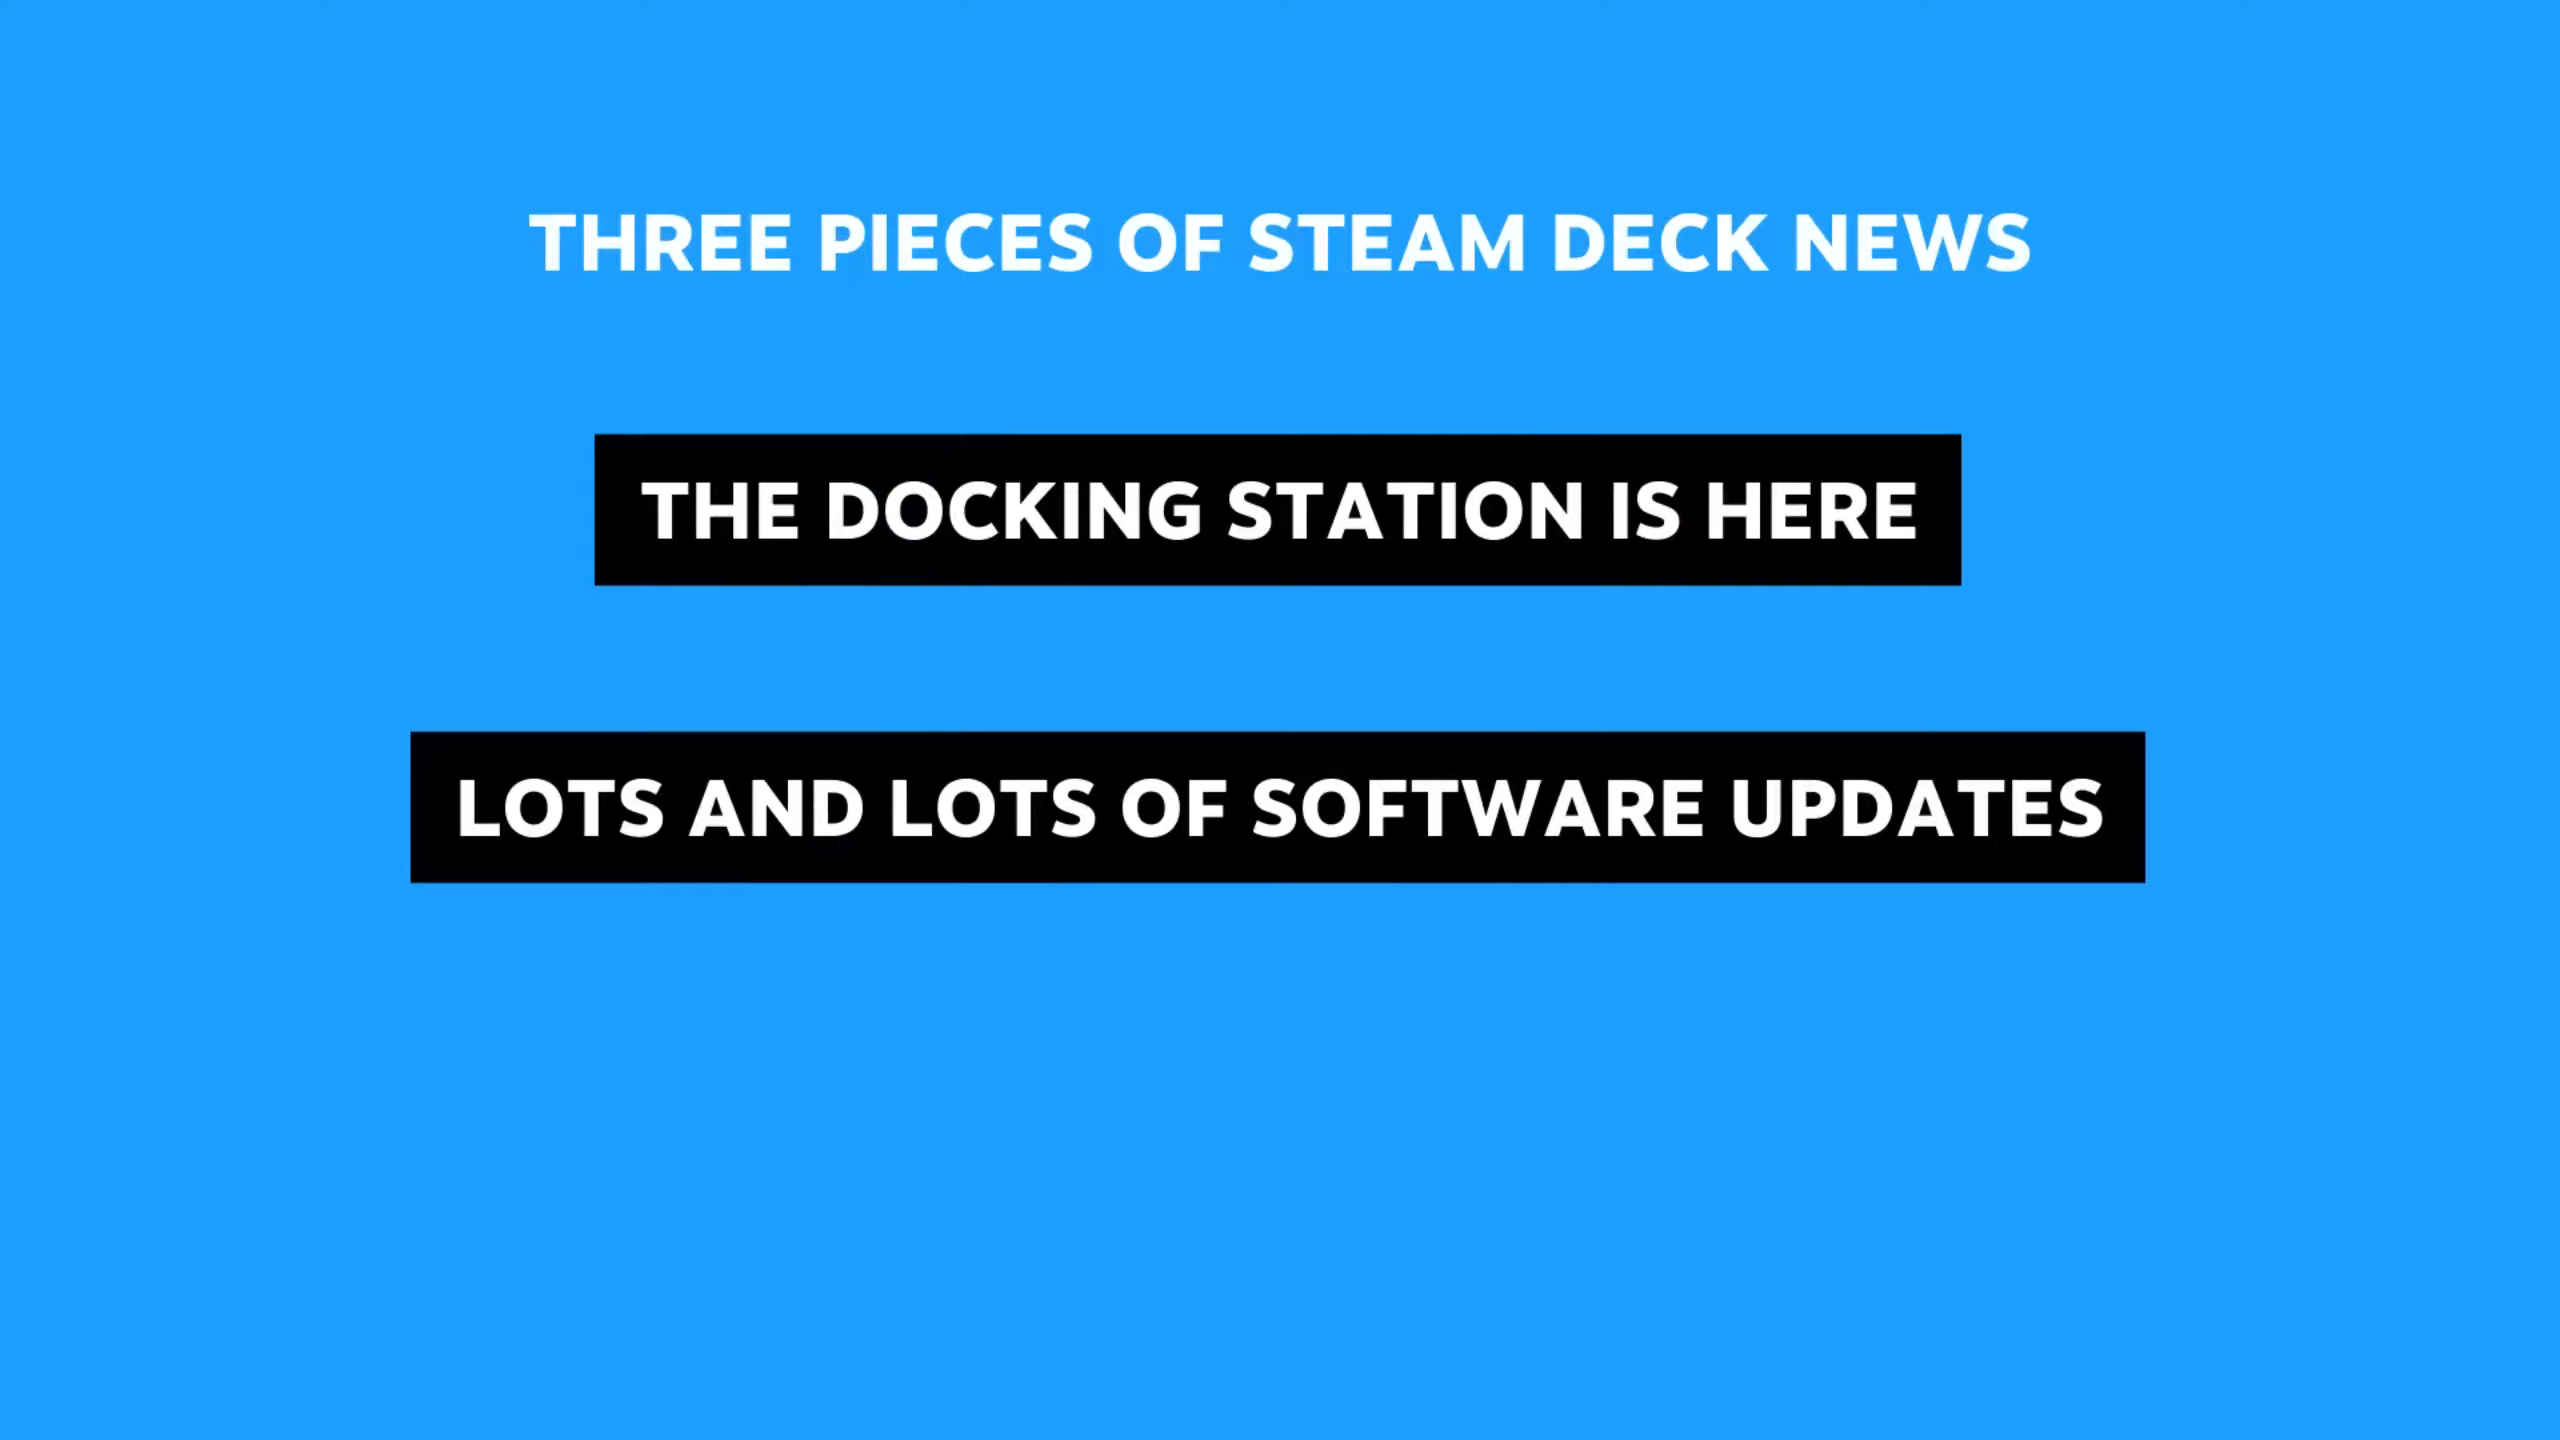 THREE PIECES OF STEAM DECK NEWS
THE DOCKING STATION IS HERE
LOTS AND LOTS OF SOFTWARE UPDATES